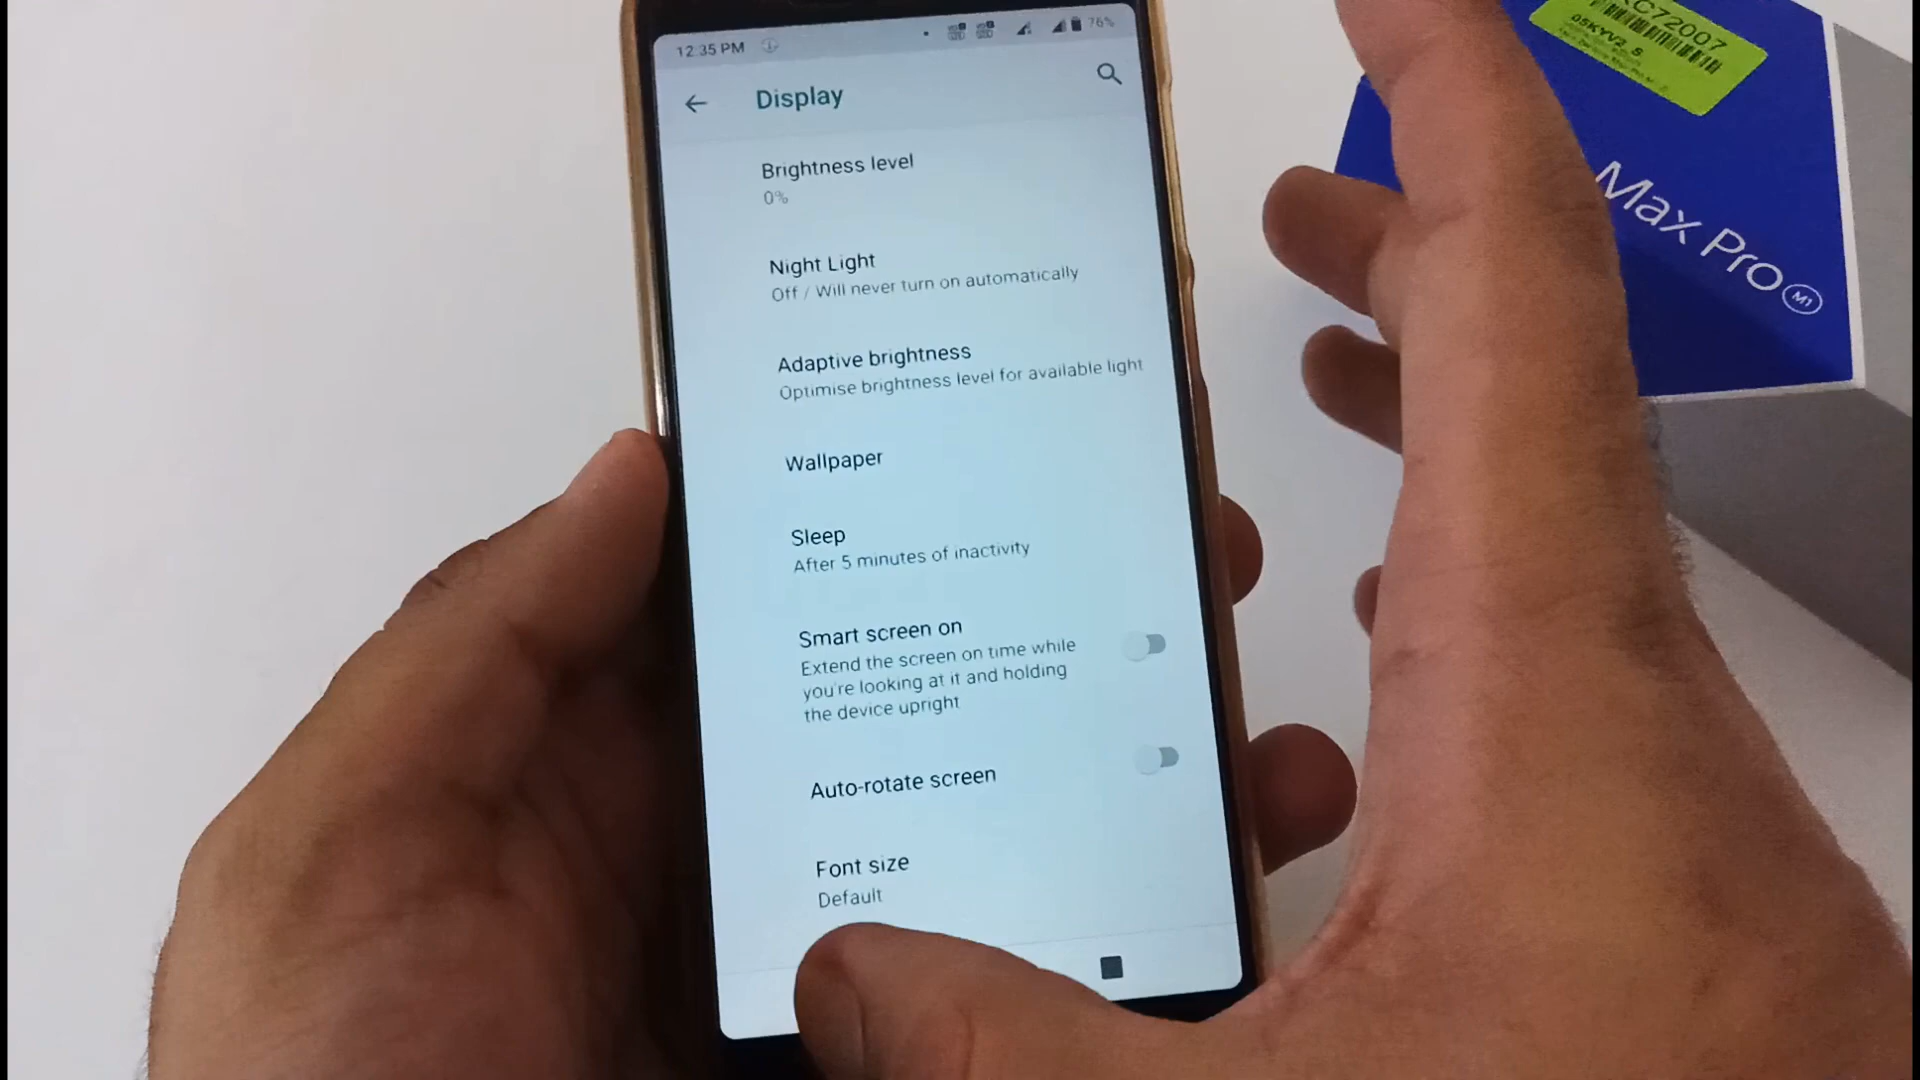 12:35 PM
76%
Display
Brightness level
0%
Night Light
Off / Will never turn on automatically
Adaptive brightness
Optimise brightness level for available light
Wallpaper
Sleep
After 5 minutes of inactivity
Smart screen on
Extend the screen on time while
you're looking at it and holding
the device upright
Auto-rotate screen
Font size
Default
C72007
05KYV2 S
Max Pro M1